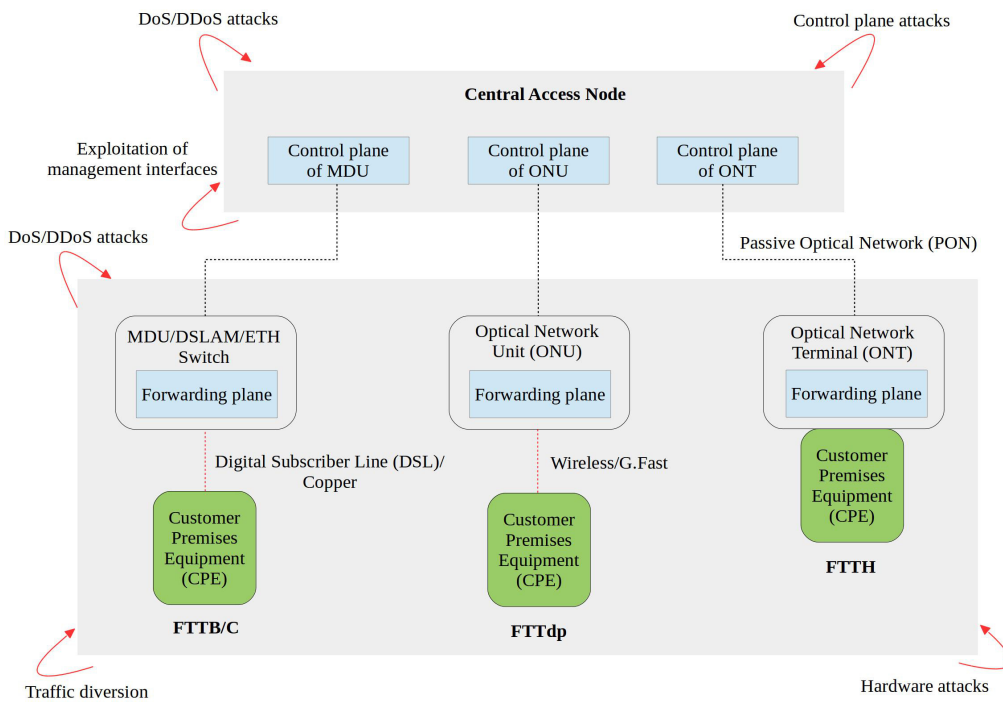 DoS/DDoS attacks
Control plane attacks
Central Access Node
Exploitation of
management interfaces
Control plane
of MDU
Control plane
of ONU
Control plane
of ONT
DoS/DDoS attacks
Passive Optical Network (PON)
MDU/DSLAM/ETH
Switch
Forwarding plane
Optical Network
Unit (ONU)
Forwarding plane
Optical Network
Terminal (ONT)
Forwarding plane
Digital Subscriber Line (DSL)/
Copper
Wireless/G.Fast
Customer
Premises
Equipment
(CPE)
FTTB/C
Customer
Premises
Equipment
(CPE)
FTTdp
Customer
Premises
Equipment
(CPE)
FTTH
Traffic diversion
Hardware attacks